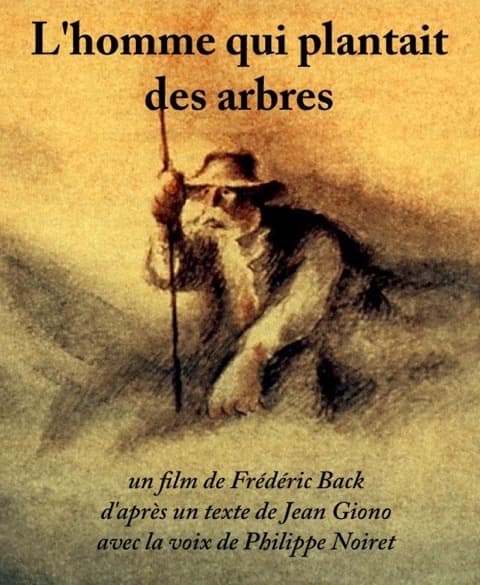 L'homme qui plantait
des arbres
un film de Frédéric Back
d'après un texte de Jean Giono
avec la voix de Philippe Noiret